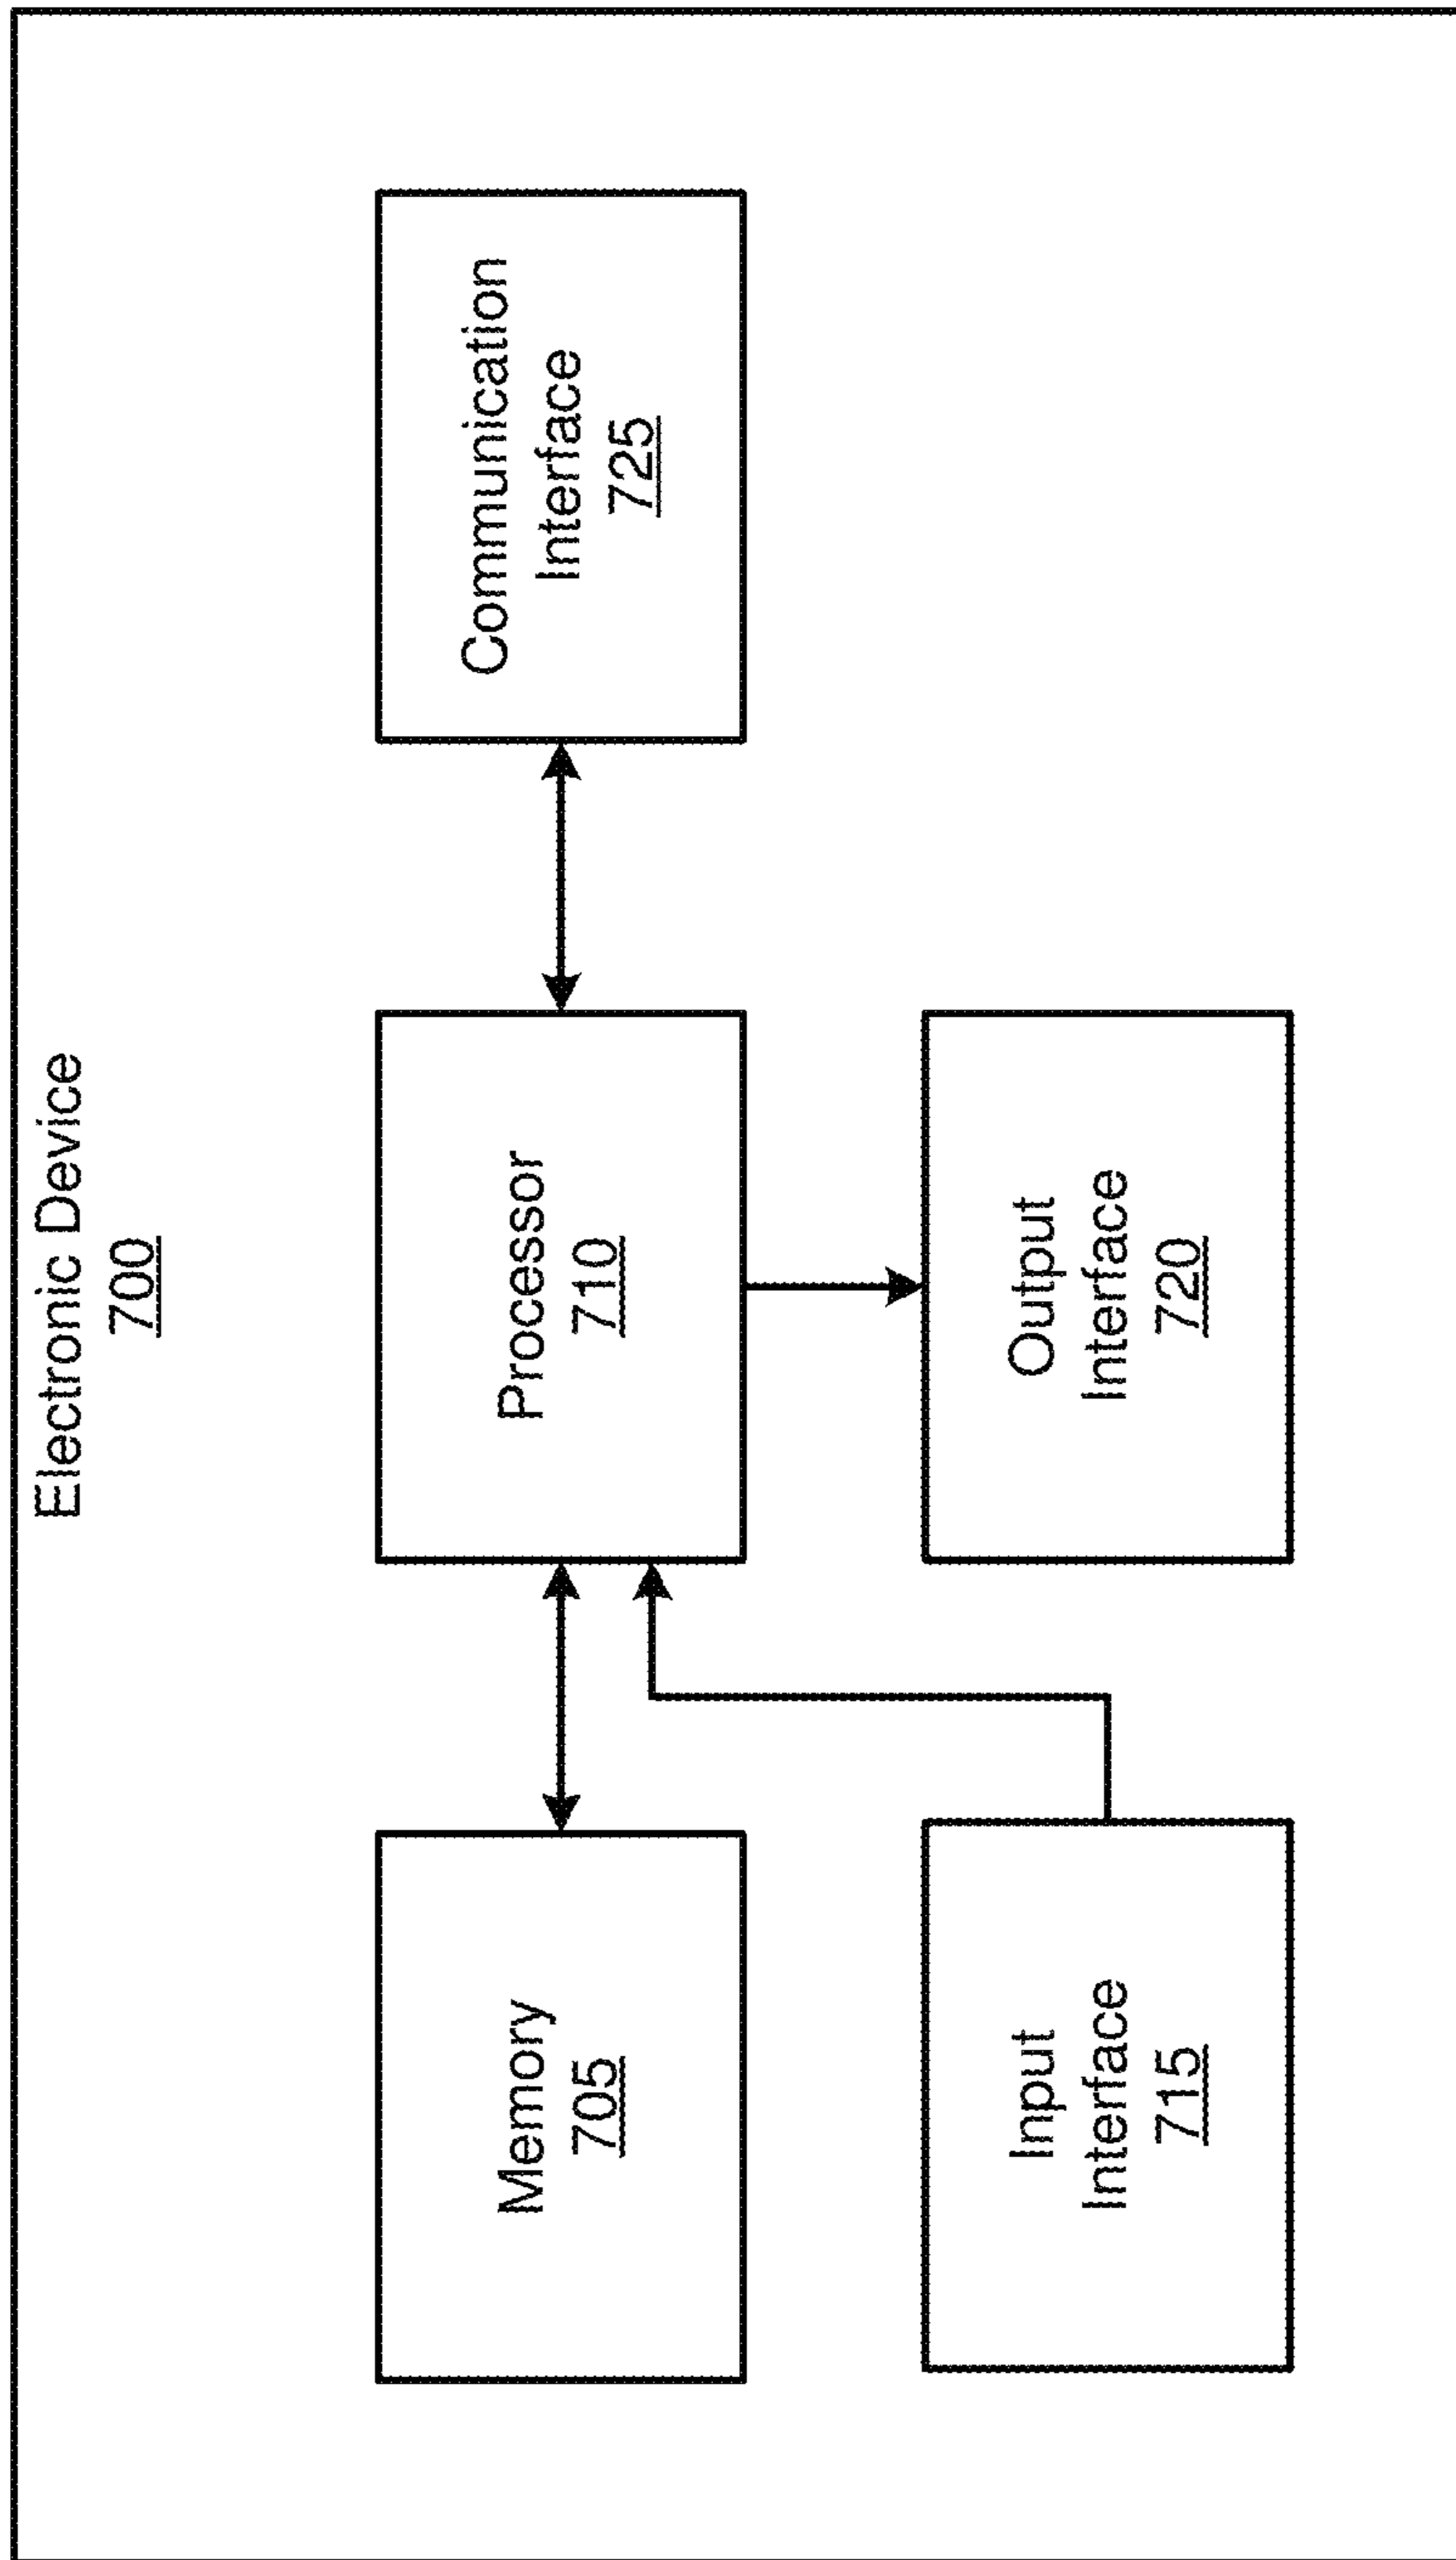 Electronic Device
700
Memory
705
Processor
710
Communication
Interface
725
Input
Interface
715
Output
Interface
720